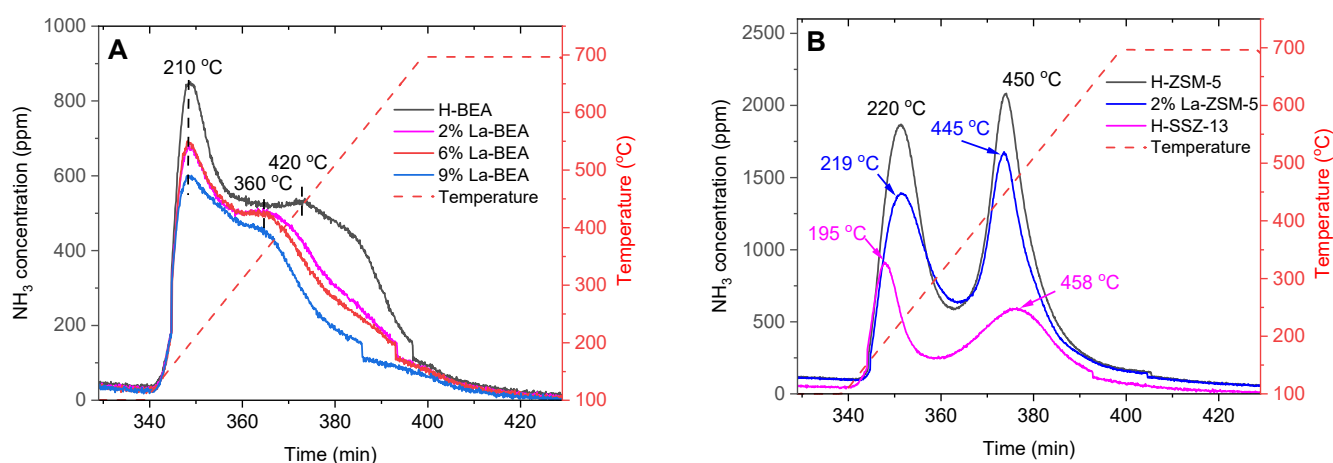 A
210 °C
360 °C
420 °C
H-BEA
2% La-BEA
6% La-BEA
9% La-BEA
Temperature
NH3 concentration (ppm)
0
200
400
600
800
1000
Time (min)
340
360
380
400
420
Temperature (°C)
100
200
300
400
500
600
700
B
220 °C
450 °C
445 °C
219 °C
195 °C
458 °C
H-ZSM-5
2% La-ZSM-5
H-SSZ-13
Temperature
NH3 concentration (ppm)
0
500
1000
1500
2000
2500
Time (min)
340
360
380
400
420
Temperature (°C)
100
200
300
400
500
600
700